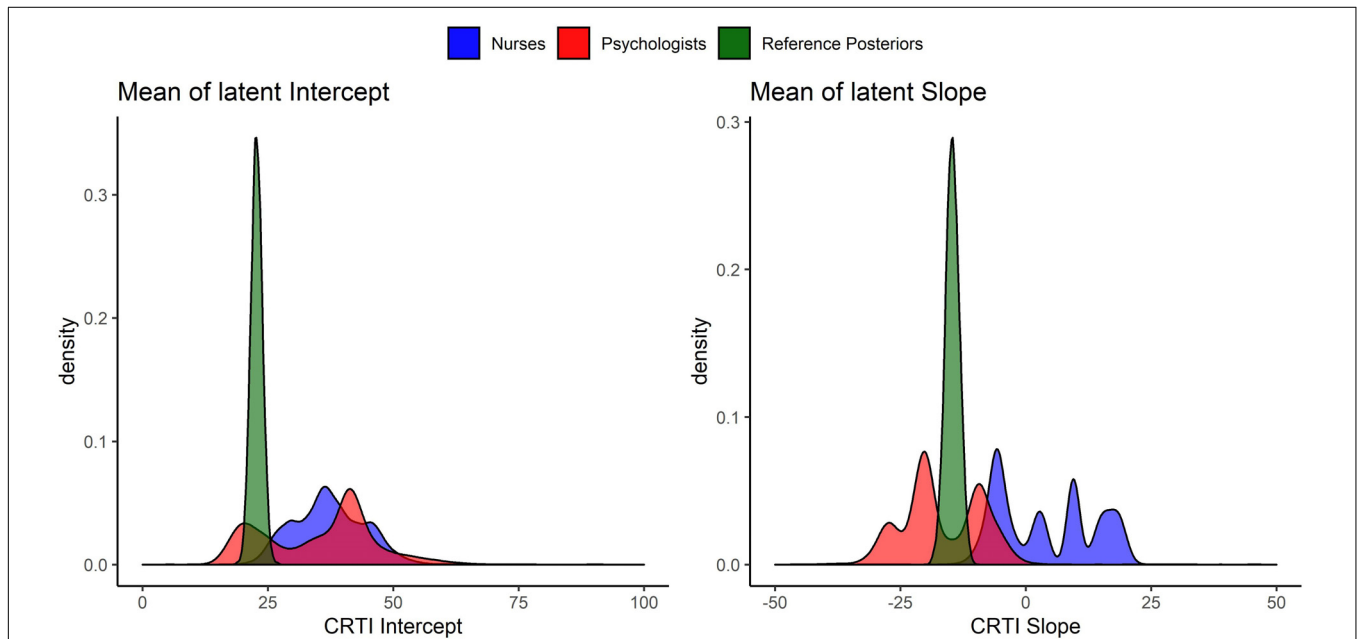 Nurses Psychologists Reference Posteriors
Mean of latent Intercept
0.3
0.2
0.1
0.0
density
0 25 50 75 100
CRTI Intercept
Mean of latent Slope
0.3
0.2
0.1
0.0
density
-50 -25 0 25 50
CRTI Slope